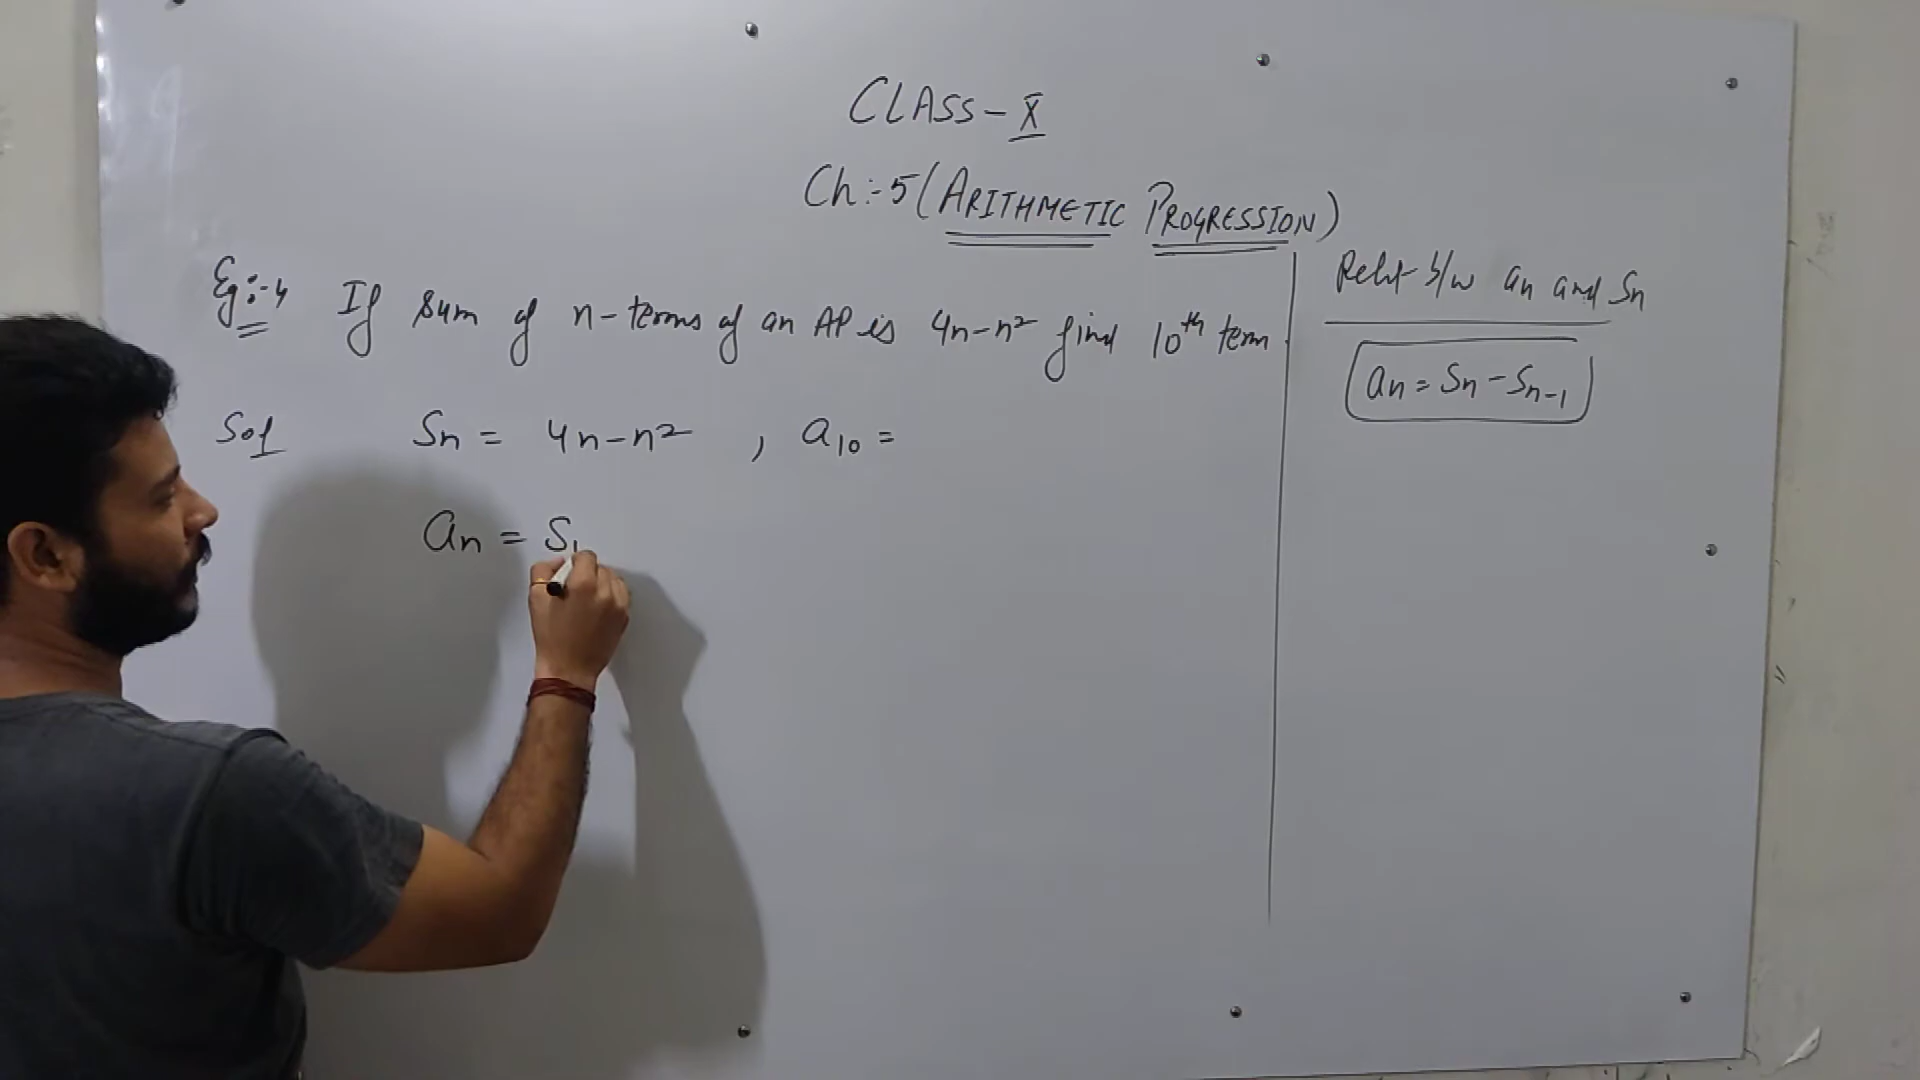 CLASS - X
Ch:- 5 (ARITHMETIC PROGRESSION)
Eg:-4 If sum of n-terms of an AP is 4n-n² find 10th term.
Sol Sn = 4n-n² , a10 =
an = S
Relat b/w an and Sn
an = Sn - Sn-1